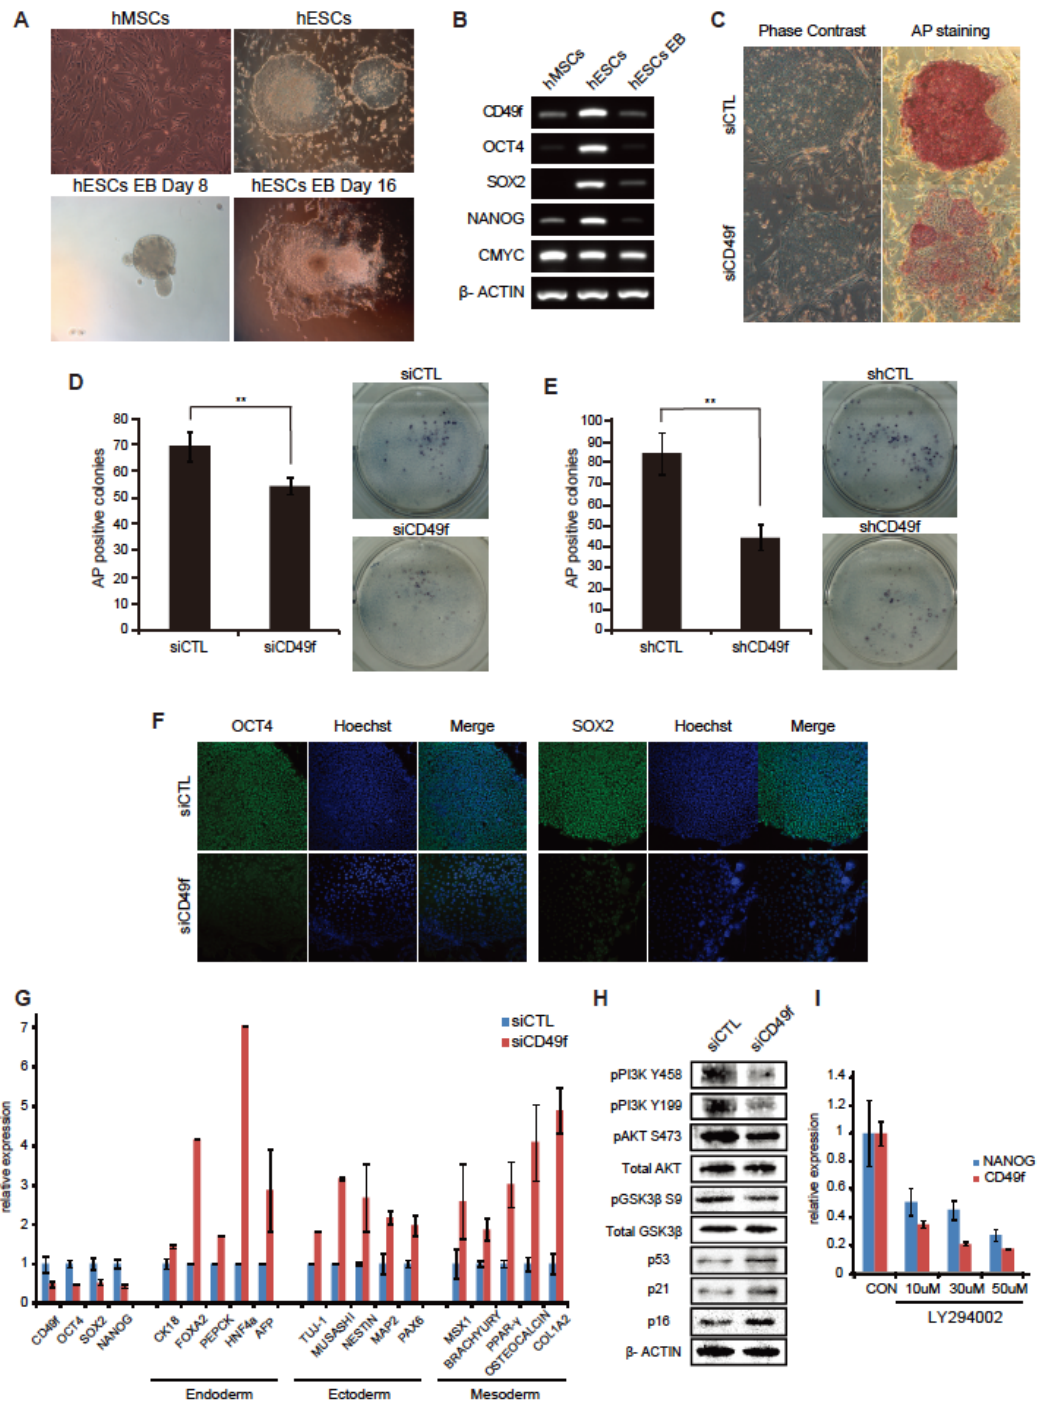 A
hMSCs
hESCs
hESCs EB Day 8
hESCs EB Day 16
B
hMSCs
hESCs
hESCs EB
CD49f
OCT4
SOX2
NANOG
CMYC
β- ACTIN
C
Phase Contrast
AP staining
siCTL
siCD49f
D
AP positive colonies
80
70
60
50
40
30
20
10
0
**
siCTL
siCD49f
siCTL
siCD49f
E
AP positive colonies
100
90
80
70
60
50
40
30
20
10
0
**
shCTL
shCD49f
shCTL
shCD49f
F
OCT4
Hoechst
Merge
SOX2
Hoechst
Merge
siCTL
siCD49f
G
relative expression
7
6
5
4
3
2
1
0
siCTL
siCD49f
CD49f
OCT4
SOX2
NANOG
CK18
FOXA2
PEPCK
HNF4a
AFP
TUJ-1
MUSASHI
NESTIN
MAP2
PAX6
MSX1
BRACHYURY
PPAR-γ
OSTEOCALCIN
COL1A2
Endoderm
Ectoderm
Mesoderm
H
siCTL
siCD49f
pPI3K Y458
pPI3K Y199
pAKT S473
Total AKT
pGSK3β S9
Total GSK3β
p53
p21
p16
β- ACTIN
I
relative expression
1.4
1.2
1
0.8
0.6
0.4
0.2
0
NANOG
CD49f
CON
10uM
30uM
50uM
LY294002